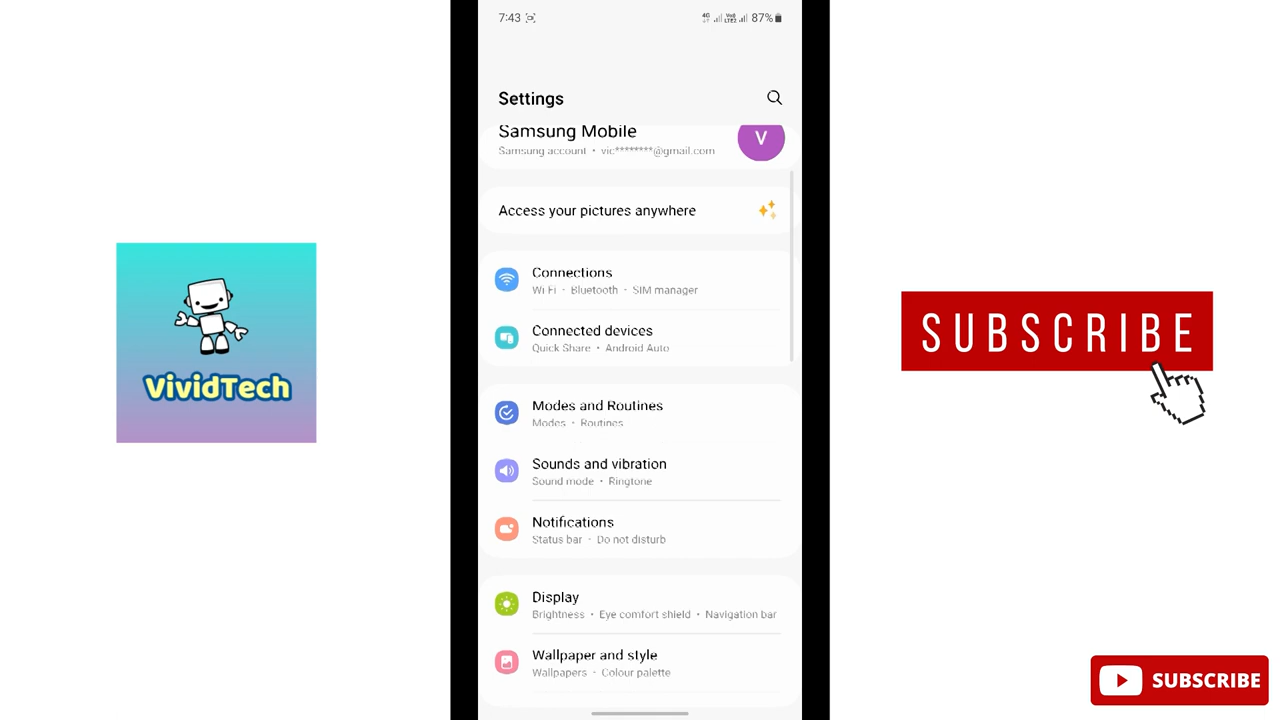 7:43
4G VoLTE2 87%
Settings
Samsung Mobile
Samsung account • vic********@gmail.com
V
Access your pictures anywhere
Connections
Wi Fi • Bluetooth • SIM manager
Connected devices
Quick Share • Android Auto
Modes and Routines
Modes • Routines
Sounds and vibration
Sound mode • Ringtone
Notifications
Status bar • Do not disturb
Display
Brightness • Eye comfort shield • Navigation bar
Wallpaper and style
Wallpapers • Colour palette
VividTech
SUBSCRIBE
SUBSCRIBE